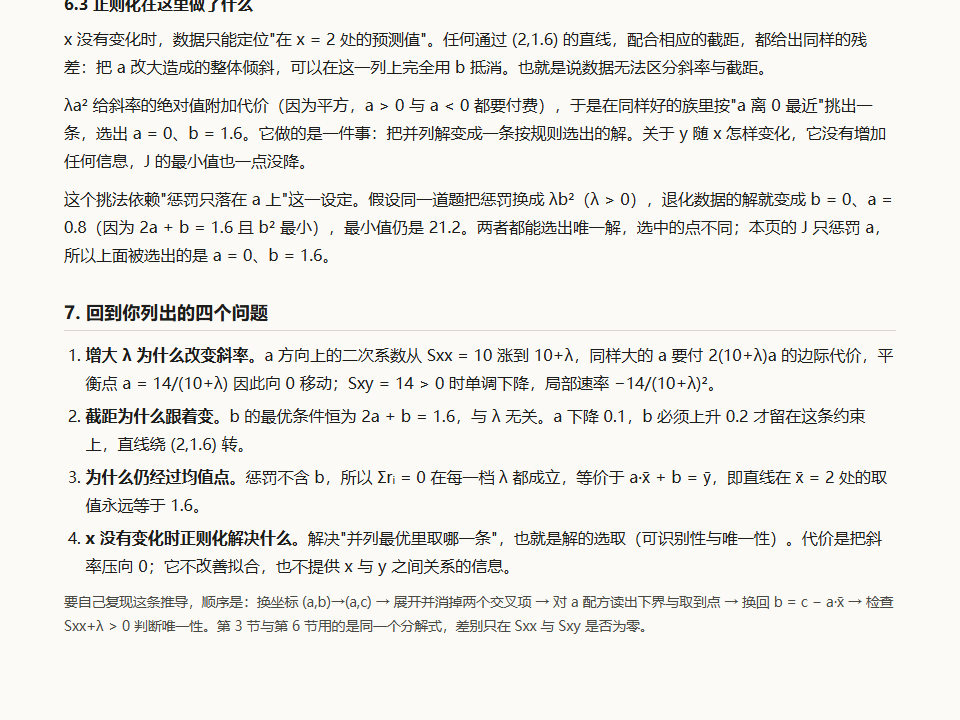 6.3 正则化在这里做了什么
x 没有变化时，数据只能定位"在 x = 2 处的预测值"。任何通过 (2,1.6) 的直线，配合相应的截距，都给出同样的残
差：把 a 改大造成的整体倾斜，可以在这一列上完全用 b 抵消。也就是说数据无法区分斜率与截距。
λa² 给斜率的绝对值附加代价（因为平方，a > 0 与 a < 0 都要付费），于是在同样好的族里按"a 离 0 最近"挑出一
条，选出 a = 0、b = 1.6。它做的是一件事：把并列解变成一条按规则选出的解。关于 y 随 x 怎样变化，它没有增加
任何信息，J 的最小值也一点没降。
这个挑法依赖"惩罚只落在 a 上"这一设定。假设同一道题把惩罚换成 λb²（λ > 0），退化数据的解就变成 b = 0、a =
0.8（因为 2a + b = 1.6 且 b² 最小），最小值仍是 21.2。两者都能选出唯一解，选中的点不同；本页的 J 只惩罚 a，
所以上面被选出的是 a = 0、b = 1.6。
7. 回到你列出的四个问题
1. 增大 λ 为什么改变斜率。a 方向上的二次系数从 Sxx = 10 涨到 10+λ，同样大的 a 要付 2(10+λ)a 的边际代价，平
衡点 a = 14/(10+λ) 因此向 0 移动；Sxy = 14 > 0 时单调下降，局部速率 −14/(10+λ)²。
2. 截距为什么跟着变。b 的最优条件恒为 2a + b = 1.6，与 λ 无关。a 下降 0.1，b 必须上升 0.2 才留在这条约束
上，直线绕 (2,1.6) 转。
3. 为什么仍经过均值点。惩罚不含 b，所以 Σrᵢ = 0 在每一档 λ 都成立，等价于 a·x̄ + b = ȳ，即直线在 x̄ = 2 处的取
值永远等于 1.6。
4. x 没有变化时正则化解决什么。解决"并列最优里取哪一条"，也就是解的选取（可识别性与唯一性）。代价是把斜
率压向 0；它不改善拟合，也不提供 x 与 y 之间关系的信息。
要自己复现这条推导，顺序是：换坐标 (a,b)→(a,c) → 展开并消掉两个交叉项 → 对 a 配方读出下界与取到点 → 换回 b = c − a·x̄ → 检查
Sxx+λ > 0 判断唯一性。第 3 节与第 6 节用的是同一个分解式，差别只在 Sxx 与 Sxy 是否为零。